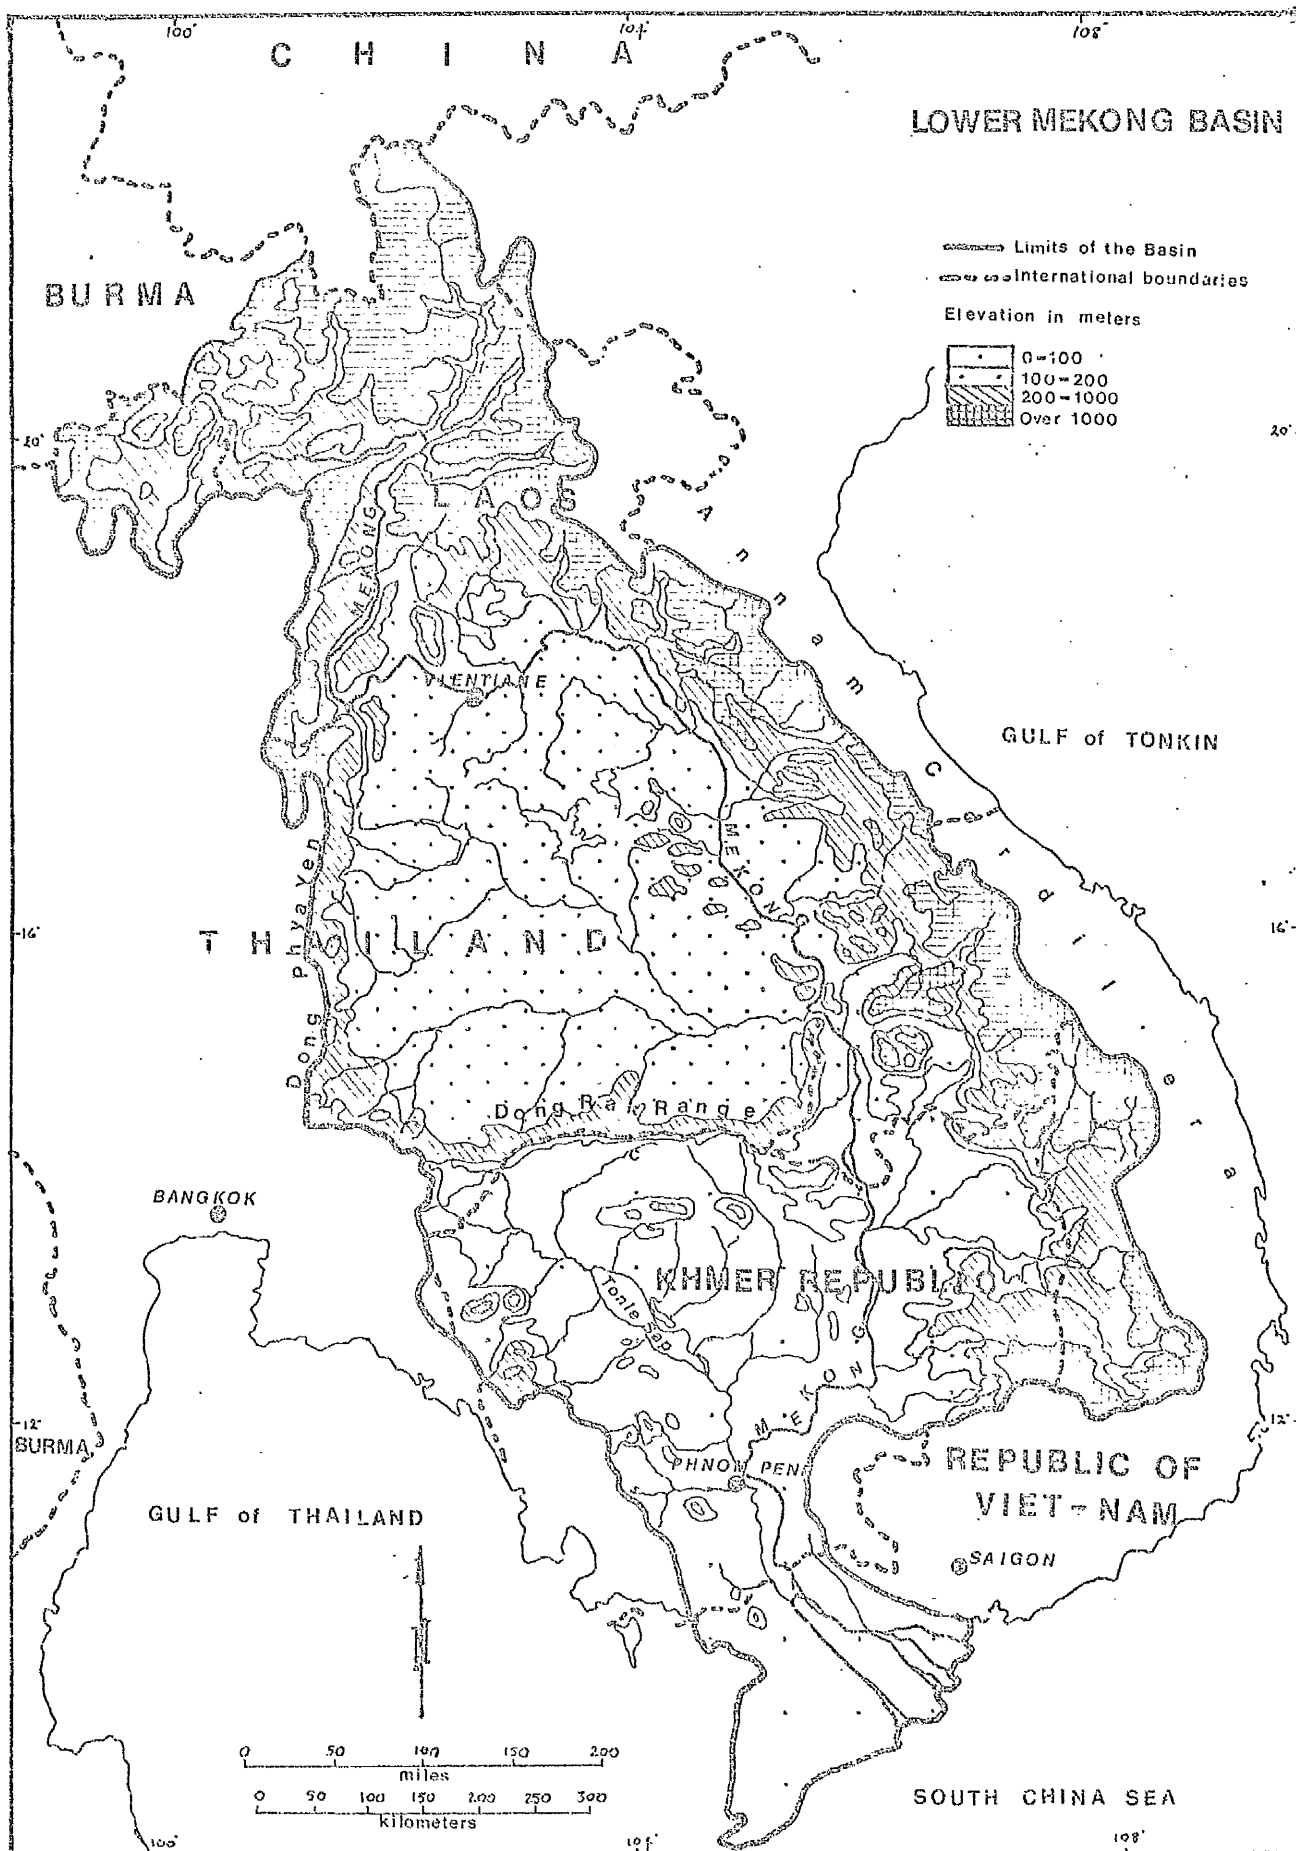 100° 104° 108°
CHINA
LOWER MEKONG BASIN
Limits of the Basin
International boundaries
Elevation in meters
0-100
100-200
200-1000
Over 1000
BURMA
20° 20°
LAOS
MEKONG
Annam Cordillera
VIENTIANE
GULF of TONKIN
MEKONG
Dong Phya Yen
16° 16°
THAILAND
Dong Rak Range
BANGKOK
KHMER REPUBLIC
Tonle Sap
MEKONG
12° 12°
BURMA
PHNOM PEN
REPUBLIC OF
VIET-NAM
GULF of THAILAND
SAIGON
N
0 50 100 150 200
miles
0 50 100 150 200 250 300
kilometers
SOUTH CHINA SEA
100° 104° 108°